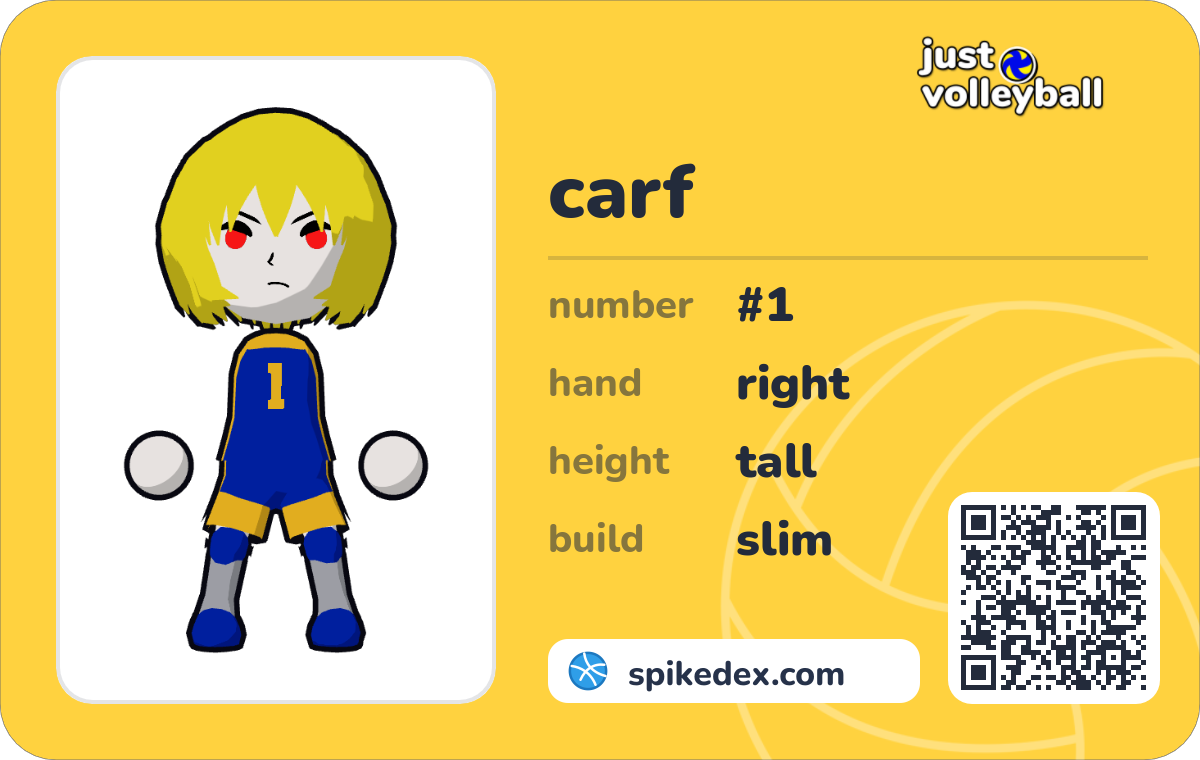 just
volleyball
carf
number #1
hand right
height tall
build slim
1
spikedex.com